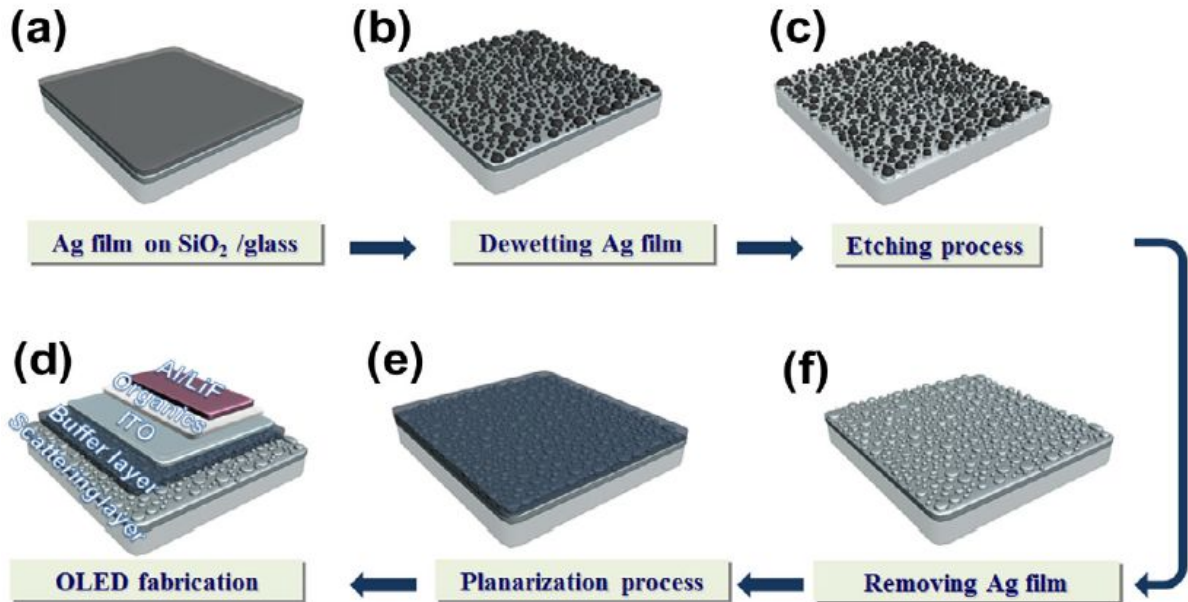 (a)
(b)
(c)
Ag film on SiO₂ /glass
Dewetting Ag film
Etching process
(d)
(e)
(f)
Al/LiF
Organics
ITO
Buffer layer
Scattering layer
OLED fabrication
Planarization process
Removing Ag film